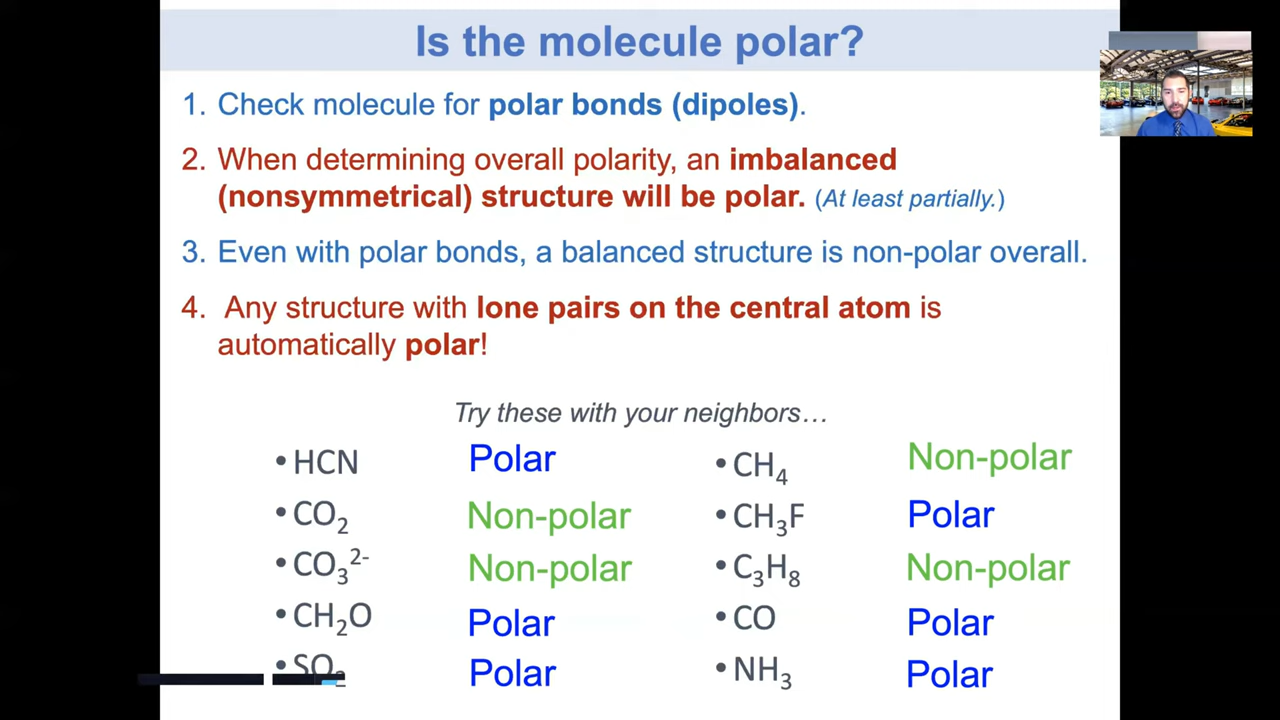 Is the molecule polar?
1. Check molecule for polar bonds (dipoles).
2. When determining overall polarity, an imbalanced
(nonsymmetrical) structure will be polar. (At least partially.)
3. Even with polar bonds, a balanced structure is non-polar overall.
4. Any structure with lone pairs on the central atom is
automatically polar!
Try these with your neighbors…
• HCN Polar
• CO₂ Non-polar
• CO₃²⁻ Non-polar
• CH₂O Polar
• SO₂ Polar
• CH₄ Non-polar
• CH₃F Polar
• C₃H₈ Non-polar
• CO Polar
• NH₃ Polar